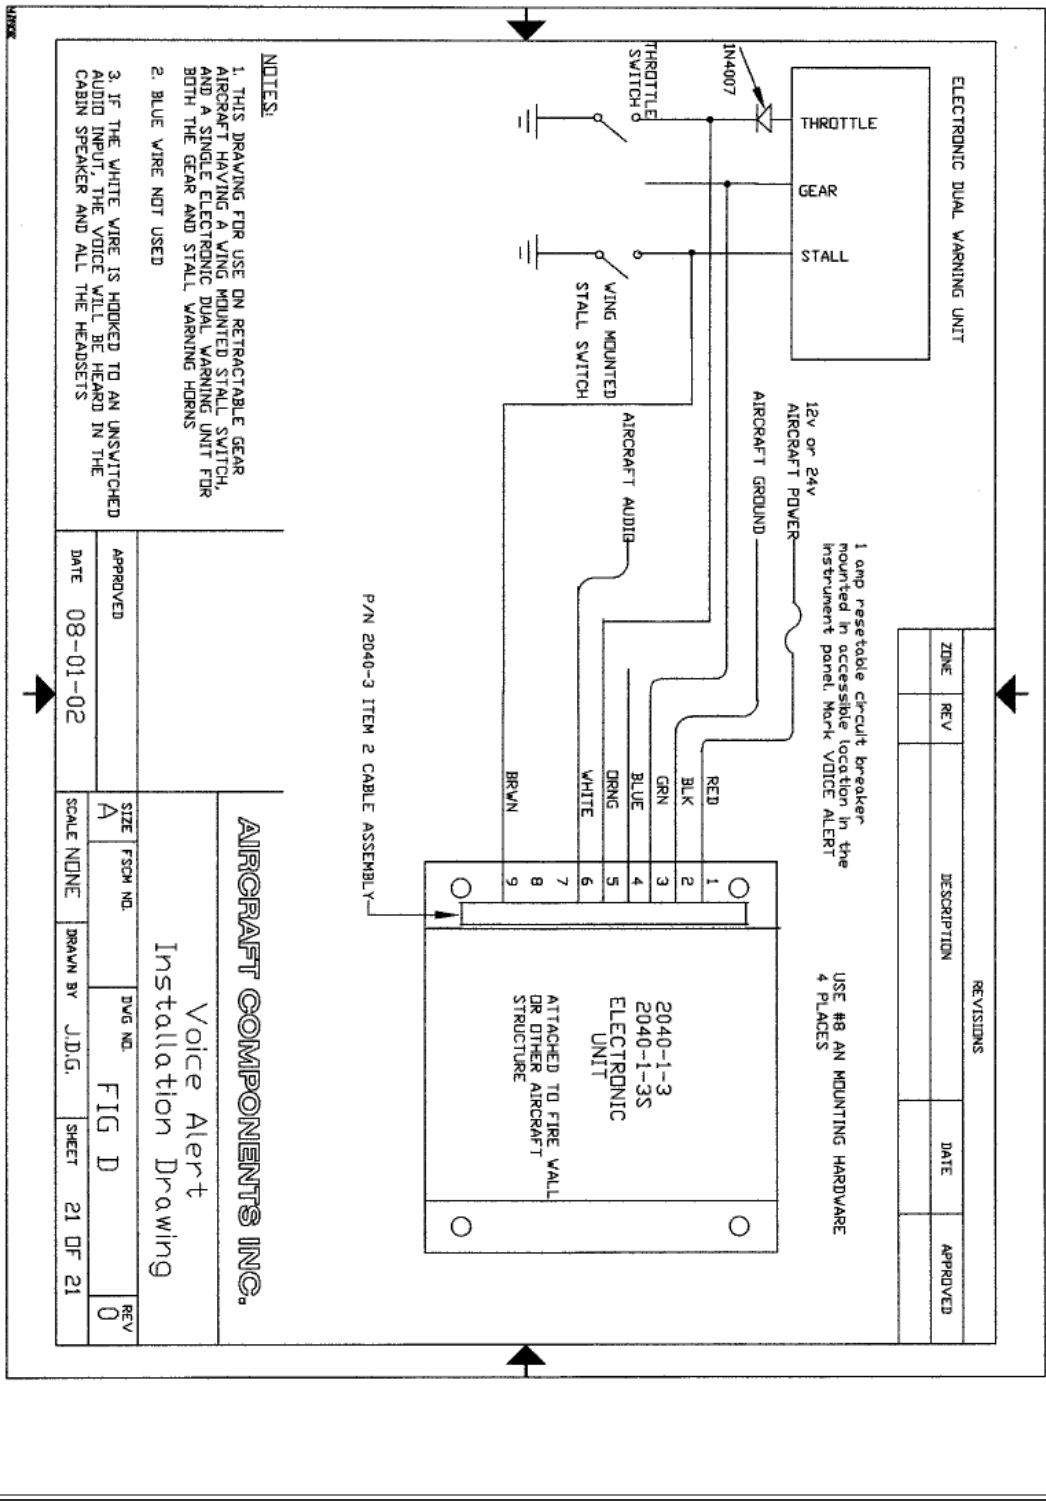 ELECTRONIC DUAL WARNING UNIT
THROTTLE
GEAR
STALL
1N4007
THROTTLE
SWITCH
WING MOUNTED
STALL SWITCH
12v or 24v
AIRCRAFT POWER
AIRCRAFT GROUND
AIRCRAFT AUDIO
1 amp resetable circuit breaker
mounted in accessible location in the
instrument panel. Mark VOICE ALERT
REVISIONS
ZONE
REV
DESCRIPTION
DATE
APPROVED
USE #8 AN MOUNTING HARDWARE
4 PLACES
RED
BLK
GRN
BLUE
ORNG
WHITE
BRWN
1
2
3
4
5
6
7
8
9
2040-1-3
2040-1-3S
ELECTRONIC
UNIT
ATTACHED TO FIRE WALL
OR OTHER AIRCRAFT
STRUCTURE
P/N 2040-3 ITEM 2 CABLE ASSEMBLY
NOTES:
1. THIS DRAWING FOR USE ON RETRACTABLE GEAR
AIRCRAFT HAVING A WING MOUNTED STALL SWITCH,
AND A SINGLE ELECTRONIC DUAL WARNING UNIT FOR
BOTH THE GEAR AND STALL WARNING HORNS
2. BLUE WIRE NOT USED
3. IF THE WHITE WIRE IS HOOKED TO AN UNSWITCHED
AUDIO INPUT, THE VOICE WILL BE HEARD IN THE
CABIN SPEAKER AND ALL THE HEADSETS
APPROVED
DATE 08-01-02
AIRCRAFT COMPONENTS INC.
Voice Alert
Installation Drawing
SIZE
A
FSCM NO.
DWG NO.
FIG D
REV
0
SCALE NONE
DRAWN BY J.D.G.
SHEET 21 OF 21